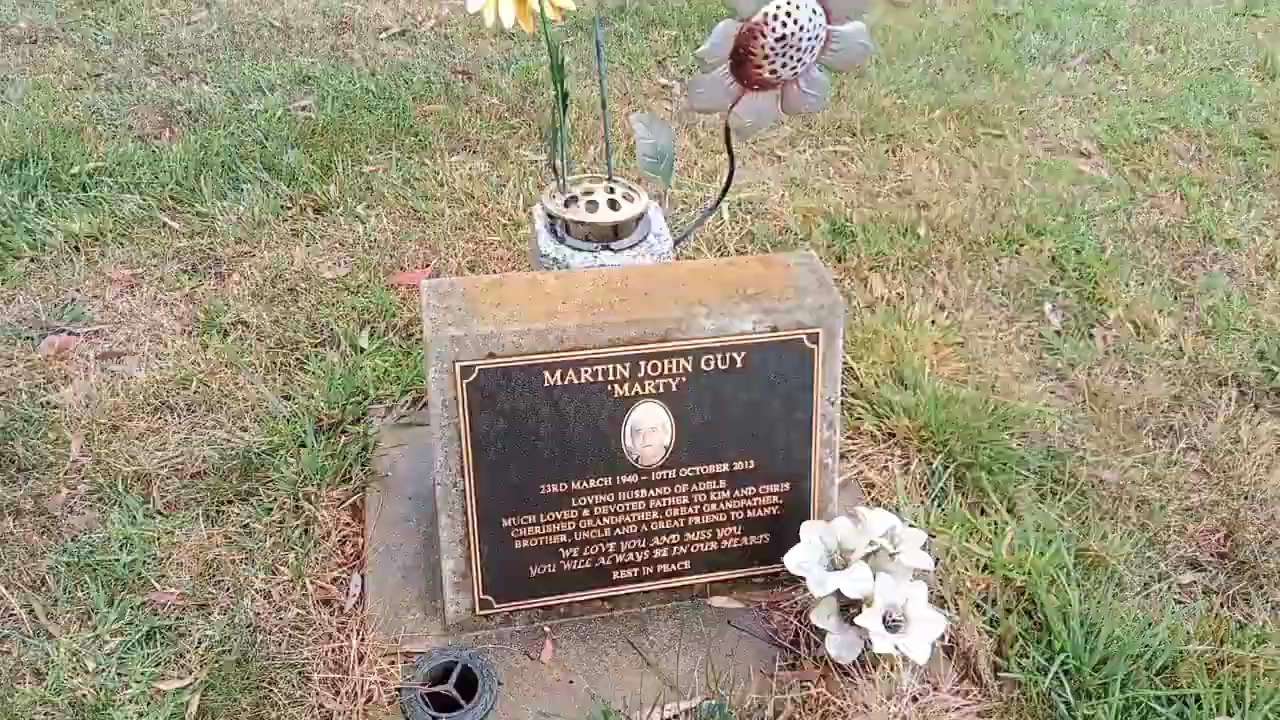 MARTIN JOHN GUY
'MARTY'
23RD MARCH 1940 - 10TH OCTOBER 2013
LOVING HUSBAND OF ADELE
MUCH LOVED & DEVOTED FATHER TO KIM AND CHRIS
CHERISHED GRANDFATHER, GREAT GRANDFATHER,
BROTHER, UNCLE AND A GREAT FRIEND TO MANY.
WE LOVE YOU AND MISS YOU
YOU WILL ALWAYS BE IN OUR HEARTS
REST IN PEACE